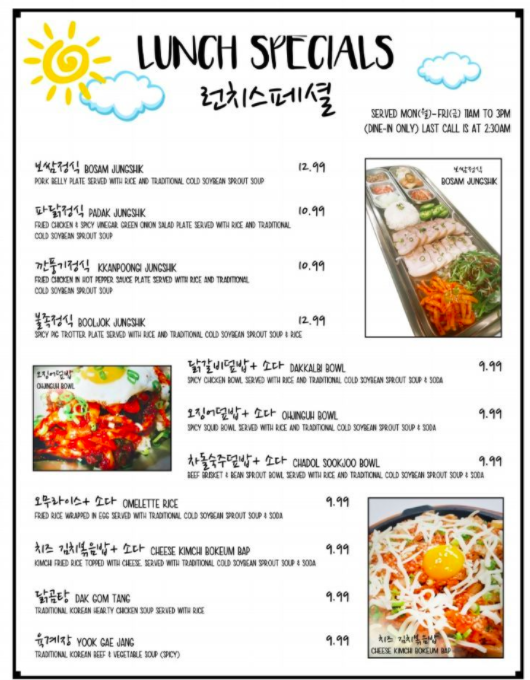 LUNCH SPECIALS
런치스페셜
SERVED MON(월)-FRI(금) 11AM TO 3PM
(DINE-IN ONLY) LAST CALL IS AT 2:30AM
보쌈정식 BOSAM JUNGSHIK 12.99
PORK BELLY PLATE SERVED WITH RICE AND TRADITIONAL COLD SOYBEAN SPROUT SOUP
보쌈정식
BOSAM JUNGSHIK
파닭정식 PADAK JUNGSHIK 10.99
FRIED CHICKEN & SPICY VINEGAR GREEN ONION SALAD PLATE SERVED WITH RICE AND TRADITIONAL
COLD SOYBEAN SPROUT SOUP
깐풍기정식 KKANPOONGI JUNGSHIK 10.99
FRIED CHICKEN IN HOT PEPPER SAUCE PLATE SERVED WITH RICE AND TRADITIONAL
COLD SOYBEAN SPROUT SOUP
불족정식 BOOLJOK JUNGSHIK 12.99
SPICY PIG TROTTER PLATE SERVED WITH RICE AND TRADITIONAL COLD SOYBEAN SPROUT SOUP & RICE
오징어덮밥
OHJINGUH BOWL
닭갈비덮밥+ 소다 DAKKALBI BOWL 9.99
SPICY CHICKEN BOWL SERVED WITH RICE AND TRADITIONAL COLD SOYBEAN SPROUT SOUP & SODA
오징어덮밥+ 소다 OHJINGUH BOWL 9.99
SPICY SQUID BOWL SERVED WITH RICE AND TRADITIONAL COLD SOYBEAN SPROUT SOUP & SODA
차돌숙주덮밥+ 소다 CHADOL SOOKJOO BOWL 9.99
BEEF BRISKET & BEAN SPROUT BOWL SERVED WITH RICE AND TRADITIONAL COLD SOYBEAN SPROUT SOUP & SODA
오무라이스+ 소다 OMELETTE RICE 9.99
FRIED RICE WRAPPED IN EGG SERVED WITH TRADITIONAL COLD SOYBEAN SPROUT SOUP & SODA
치즈 김치볶음밥+ 소다 CHEESE KIMCHI BOKEUM BAP 9.99
KIMCHI FRIED RICE TOPPED WITH CHEESE. SERVED WITH TRADITIONAL COLD SOYBEAN SPROUT SOUP & SODA
닭곰탕 DAK GOM TANG 9.99
TRADITIONAL KOREAN HEARTY CHICKEN SOUP SERVED WITH RICE
육계장 YOOK GAE JANG 9.99
TRADITIONAL KOREAN BEEF & VEGETABLE SOUP (SPICY)
치즈 김치볶음밥
CHEESE KIMCHI BOKEUM BAP